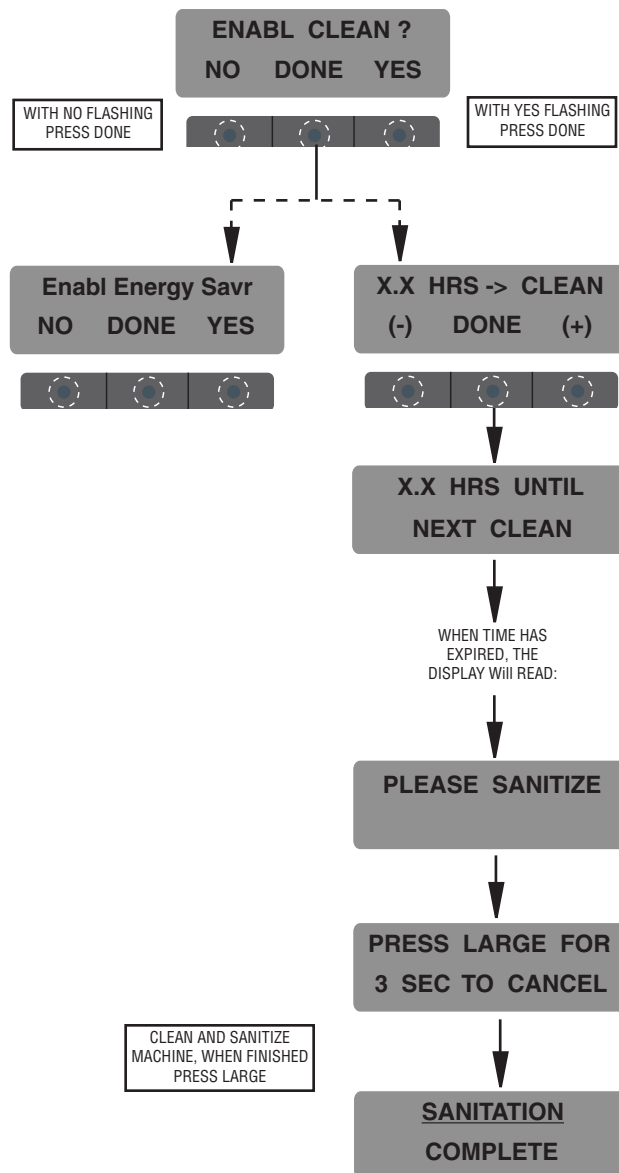 ENABL CLEAN ?
NO DONE YES
WITH NO FLASHING
PRESS DONE
WITH YES FLASHING
PRESS DONE
Enabl Energy Savr
NO DONE YES
X.X HRS -> CLEAN
(-) DONE (+)
X.X HRS UNTIL
NEXT CLEAN
WHEN TIME HAS
EXPIRED, THE
DISPLAY Will READ:
PLEASE SANITIZE
PRESS LARGE FOR
3 SEC TO CANCEL
CLEAN AND SANITIZE
MACHINE, WHEN FINISHED
PRESS LARGE
SANITATION
COMPLETE